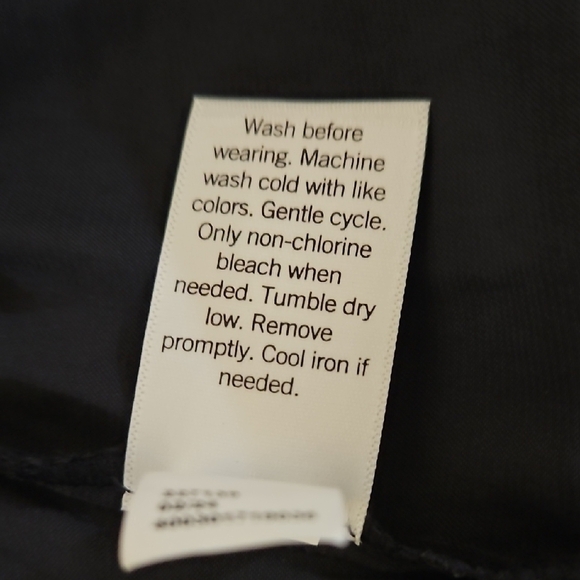 Wash before
wearing. Machine
wash cold with like
colors. Gentle cycle.
Only non-chlorine
bleach when
needed. Tumble dry
low. Remove
promptly. Cool iron if
needed.